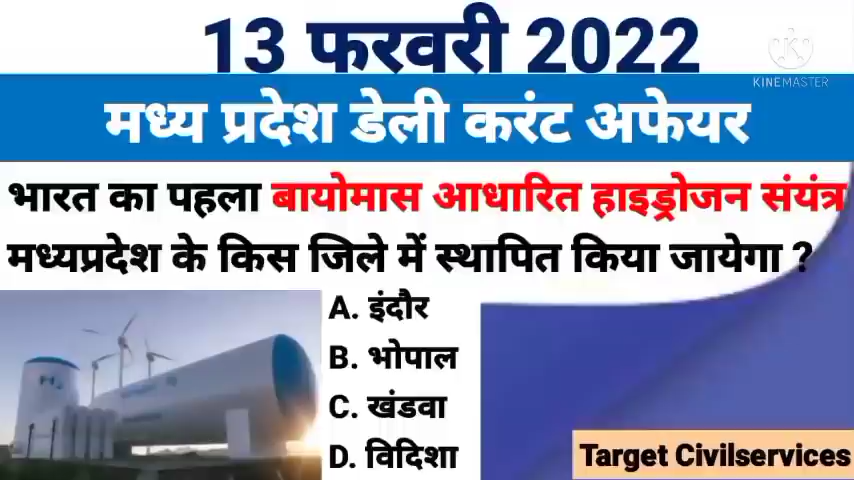 13 फरवरी 2022
KINEMASTER
मध्य प्रदेश डेली करंट अफेयर
भारत का पहला बायोमास आधारित हाइड्रोजन संयंत्र
मध्यप्रदेश के किस जिले में स्थापित किया जायेगा ?
A. इंदौर
B. भोपाल
C. खंडवा
D. विदिशा
Target Civilservices